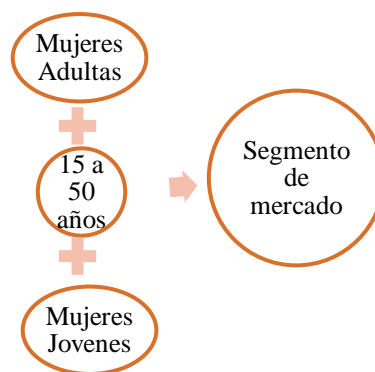 Mujeres
Adultas
15 a
50
años
Mujeres
Jovenes
Segmento
de
mercado